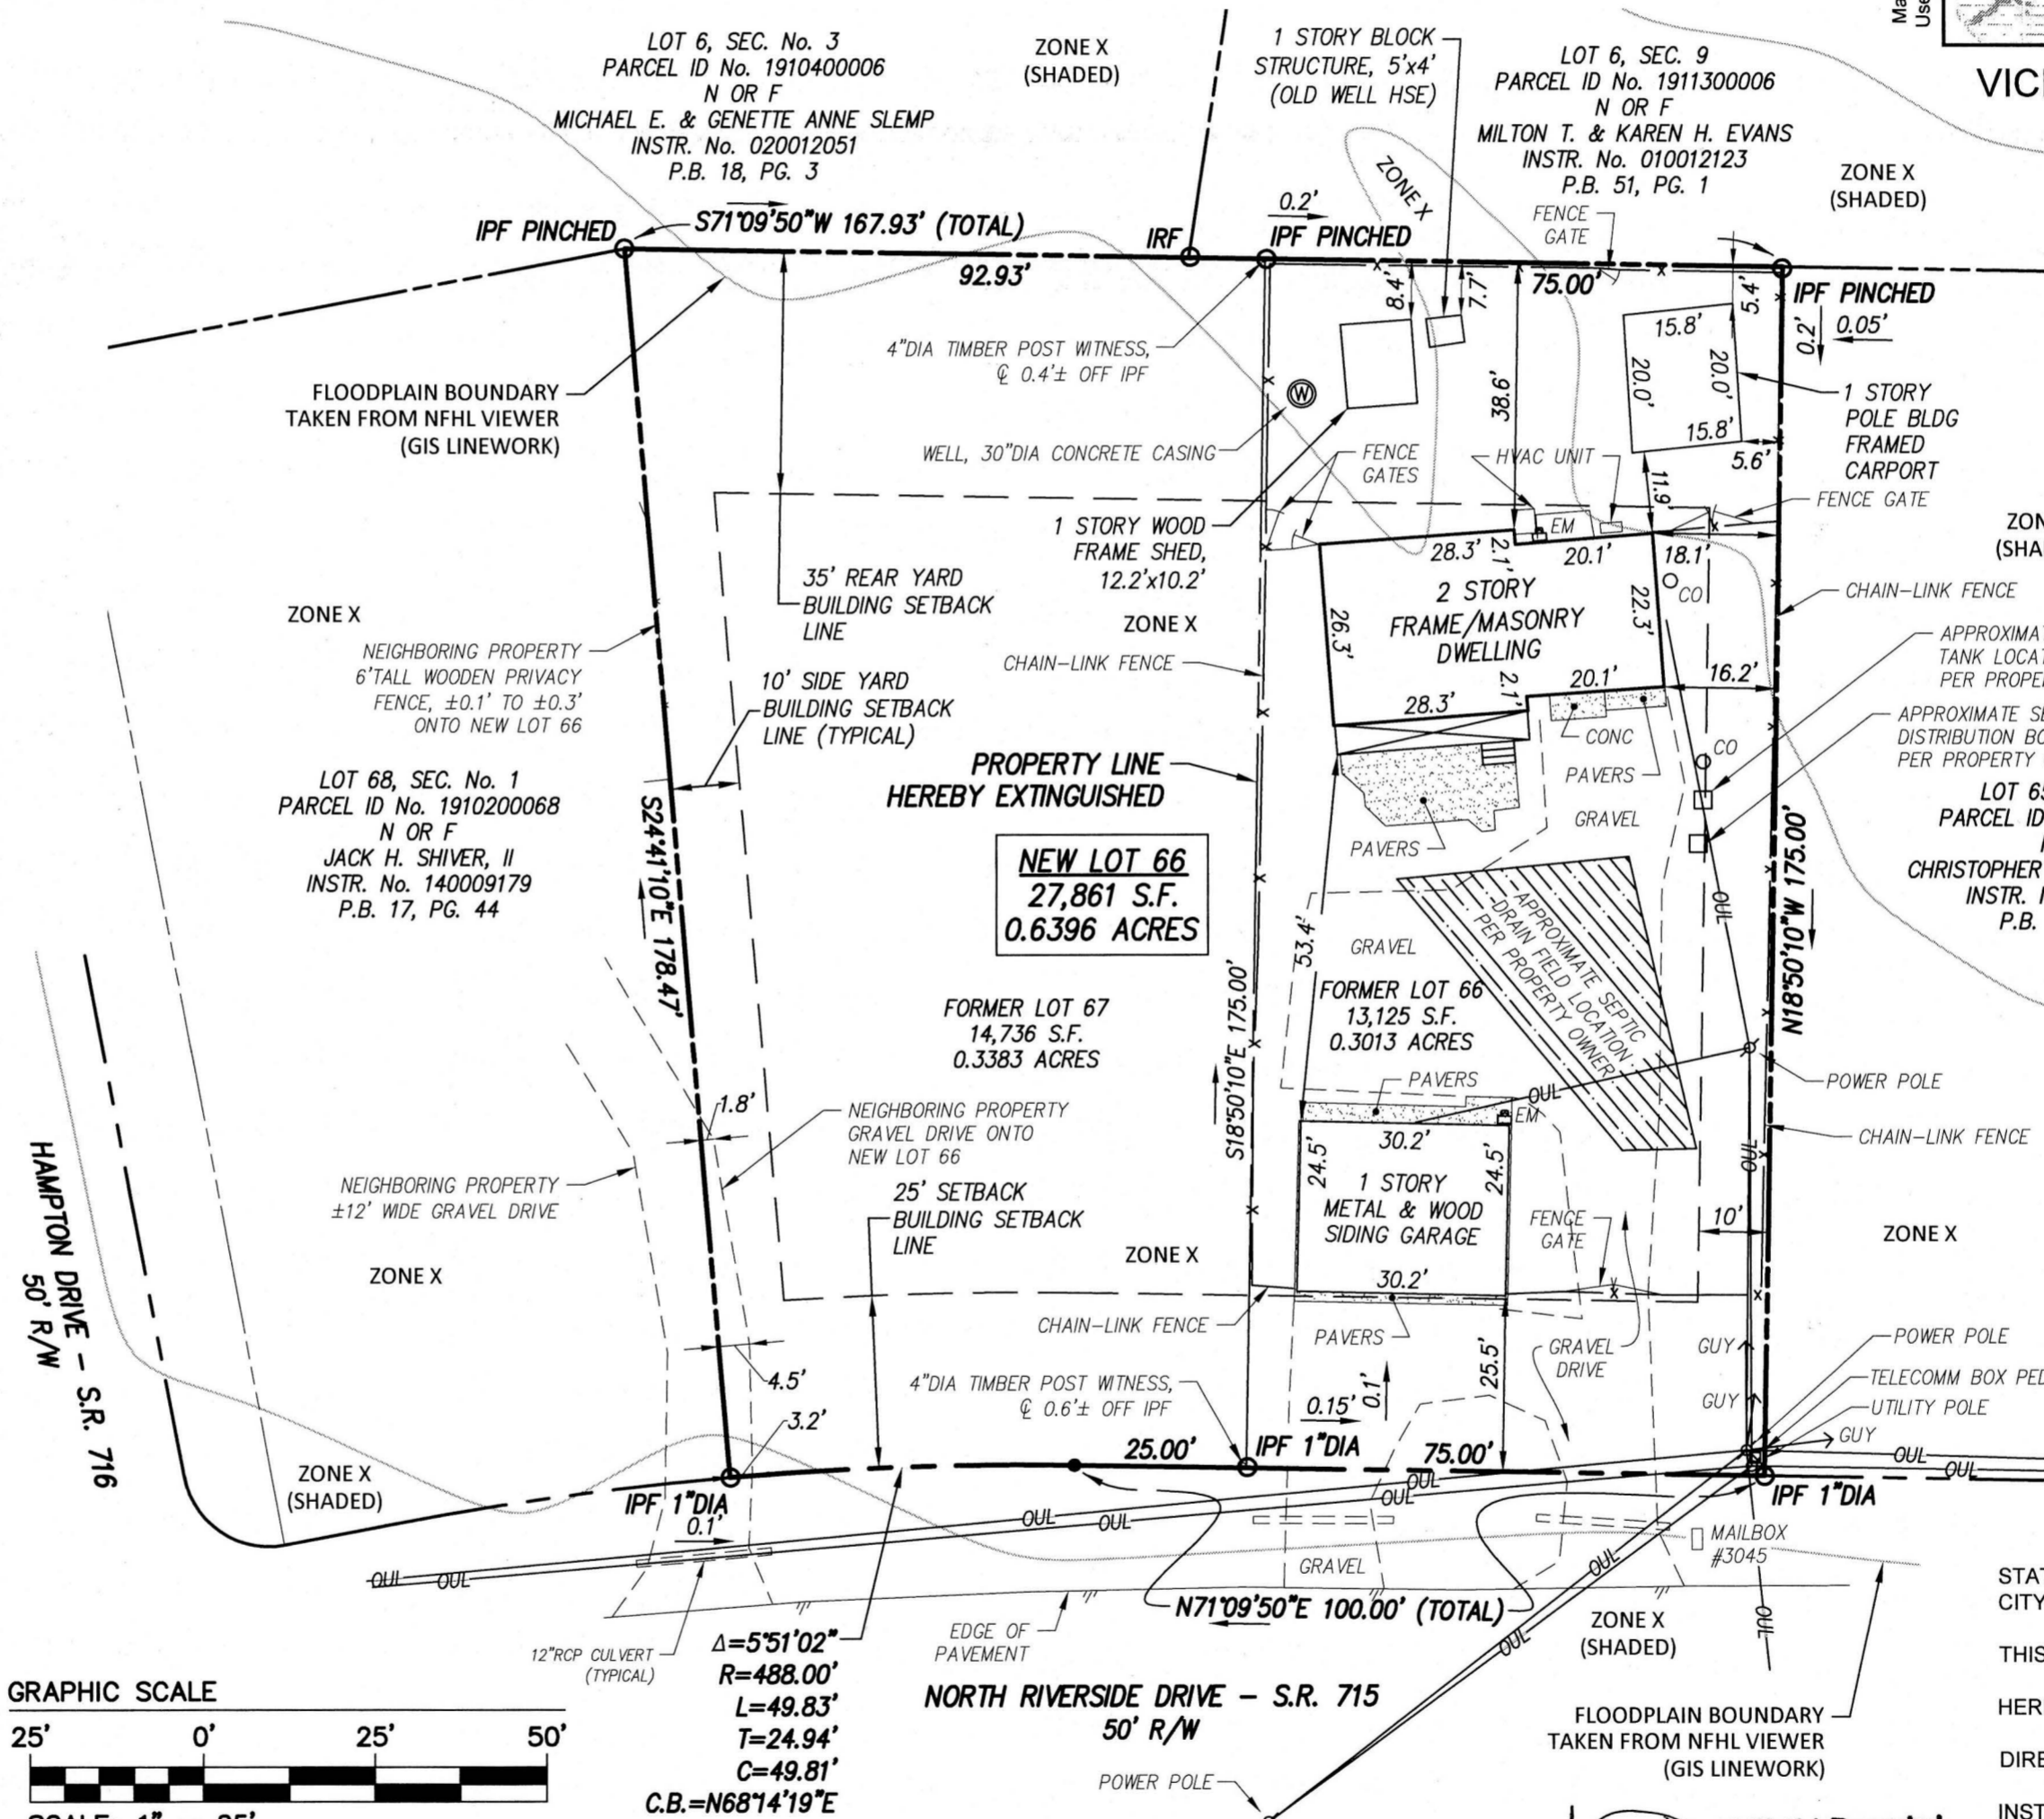 LOT 6, SEC. No. 3
PARCEL ID No. 1910400006
N OR F
MICHAEL E. & GENETTE ANNE SLEMP
INSTR. No. 020012051
P.B. 18, PG. 3
ZONE X
(SHADED)
1 STORY BLOCK
STRUCTURE, 5'x4'
(OLD WELL HSE)
LOT 6, SEC. 9
PARCEL ID No. 1911300006
N OR F
MILTON T. & KAREN H. EVANS
INSTR. No. 010012123
P.B. 51, PG. 1
ZONE X
ZONE X
(SHADED)
Ma
Use
VICI
IPF PINCHED
S71°09'50"W 167.93' (TOTAL)
92.93'
IRF
0.2'
IPF PINCHED
FENCE
GATE
75.00'
IPF PINCHED
0.2'
0.05'
8.4'
7.7'
38.6'
5.4'
15.8'
20.0'
20.0'
15.8'
5.6'
11.9'
1 STORY
POLE BLDG
FRAMED
CARPORT
FENCE GATE
4"DIA TIMBER POST WITNESS,
℄ 0.4'± OFF IPF
FLOODPLAIN BOUNDARY
TAKEN FROM NFHL VIEWER
(GIS LINEWORK)
W
WELL, 30"DIA CONCRETE CASING
FENCE
GATES
HVAC UNIT
EM
1 STORY WOOD
FRAME SHED,
12.2'x10.2'
35' REAR YARD
BUILDING SETBACK
LINE
28.3'
2.1'
20.1'
18.1'
2 STORY
FRAME/MASONRY
DWELLING
26.3'
22.3'
CO
28.3'
2.1'
20.1'
16.2'
ZON
(SHA
CHAIN-LINK FENCE
APPROXIMA
TANK LOCAT
PER PROPE
APPROXIMATE SE
DISTRIBUTION BO
PER PROPERTY
ZONE X
ZONE X
NEIGHBORING PROPERTY
6'TALL WOODEN PRIVACY
FENCE, ±0.1' TO ±0.3'
ONTO NEW LOT 66
CHAIN-LINK FENCE
10' SIDE YARD
BUILDING SETBACK
LINE (TYPICAL)
CONC
PAVERS
CO
PROPERTY LINE
HEREBY EXTINGUISHED
PAVERS
GRAVEL
LOT 68, SEC. No. 1
PARCEL ID No. 1910200068
N OR F
JACK H. SHIVER, II
INSTR. No. 140009179
P.B. 17, PG. 44
S24°41'10"E 178.47'
NEW LOT 66
27,861 S.F.
0.6396 ACRES
LOT 65
PARCEL ID
CHRISTOPHER
INSTR.
P.B.
N18°50'10"W 175.00'
OUL
APPROXIMATE SEPTIC
DRAIN FIELD LOCATION
PER PROPERTY OWNER
53.4'
GRAVEL
FORMER LOT 67
14,736 S.F.
0.3383 ACRES
FORMER LOT 66
13,125 S.F.
0.3013 ACRES
S18°50'10"E 175.00'
POWER POLE
PAVERS
OUL
EM
CHAIN-LINK FENCE
OUL
1.8'
NEIGHBORING PROPERTY
GRAVEL DRIVE ONTO
NEW LOT 66
NEIGHBORING PROPERTY
±12' WIDE GRAVEL DRIVE
30.2'
24.5'
24.5'
1 STORY
METAL & WOOD
SIDING GARAGE
30.2'
FENCE
GATE
10'
ZONE X
25' SETBACK
BUILDING SETBACK
LINE
ZONE X
ZONE X
HAMPTON DRIVE - S.R. 716
50' R/W
CHAIN-LINK FENCE
PAVERS
GRAVEL
DRIVE
25.5'
GUY
POWER POLE
TELECOMM BOX PED
GUY
UTILITY POLE
GUY
4.5'
3.2'
4"DIA TIMBER POST WITNESS,
℄ 0.6'± OFF IPF
0.15'
0.1'
25.00'
IPF 1"DIA
75.00'
OUL
OUL
OUL
OUL
IPF 1"DIA
ZONE X
(SHADED)
IPF 1"DIA
0.1'
OUL
OUL
OUL
OUL
MAILBOX
#3045
GRAVEL
OUL
OUL
OUL
N71°09'50"E 100.00' (TOTAL)
EDGE OF
PAVEMENT
12"RCP CULVERT
(TYPICAL)
ZONE X
(SHADED)
Δ=5°51'02"
R=488.00'
L=49.83'
T=24.94'
C=49.81'
C.B.=N68°14'19"E
NORTH RIVERSIDE DRIVE - S.R. 715
50' R/W
POWER POLE
FLOODPLAIN BOUNDARY
TAKEN FROM NFHL VIEWER
(GIS LINEWORK)
STAT
CITY
THIS
HER
DIRE
INST
GRAPHIC SCALE
25' 0' 25' 50'